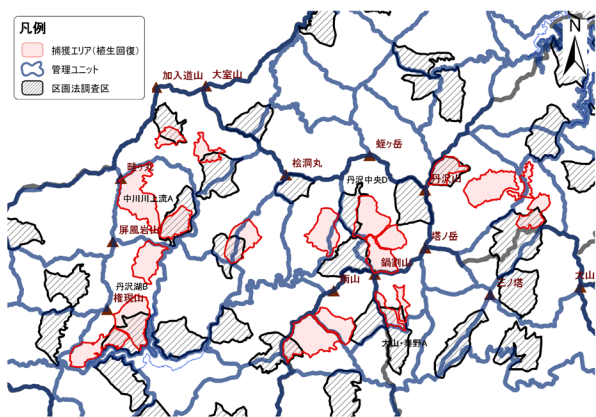 凡例
捕獲エリア(植生回復)
管理ユニット
区画法調査区
N
加入道山
大室山
蛭ヶ岳
畦ヶ丸
檜洞丸
丹沢中央D
丹沢山
中川川上流A
屏風岩山
塔ノ岳
鍋割山
丹沢湖B
権現山
二ノ塔
大山
大山・秦野A